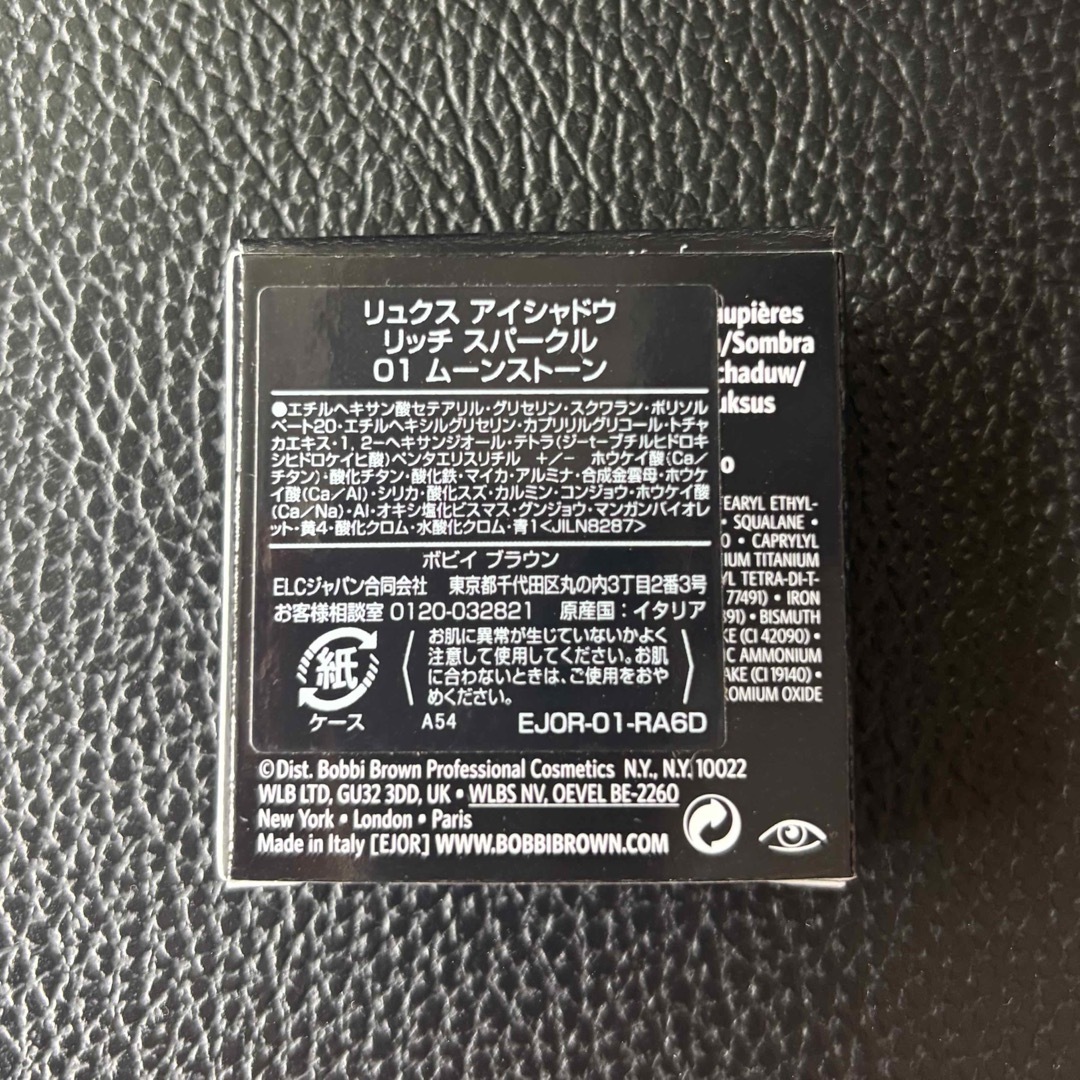 リュクス アイシャドウ
リッチ スパークル
01 ムーンストーン
●エチルヘキサン酸セテアリル・グリセリン・スクワラン・ポリソル
ベート20・エチルヘキシルグリセリン・カプリリルグリコール・トチャ
カエキス・1, 2-ヘキサンジオール・テトラ(ジーtーブチルヒドロキ
シヒドロケイヒ酸)ペンタエリスリチル +/− ホウケイ酸(Ca/
チタン)・酸化チタン・酸化鉄・マイカ・アルミナ・合成金雲母・ホウケ
イ酸(Ca/Al)・シリカ・酸化スズ・カルミン・コンジョウ・ホウケイ酸
(Ca/Na)・Al・オキシ塩化ビスマス・グンジョウ・マンガンバイオレ
ット・黄4・酸化クロム・水酸化クロム・青1<JILN8287>
ボビイ ブラウン
ELCジャパン合同会社 東京都千代田区丸の内3丁目2番3号
お客様相談室 0120-032821 原産国:イタリア
紙
ケース
お肌に異常が生じていないかよく
注意して使用してください。お肌
に合わないときは、ご使用をおや
めください。
A54 EJ0R-01-RA6D
aupières
/Sombra
chaduw/
uksus
o
TEARYL ETHYL-
• SQUALANE •
0 • CAPRYLYL
IUM TITANIUM
YL TETRA-DI-T-
77491) • IRON
891) • BISMUTH
KE (CI 42090) •
IC AMMONIUM
AKE (CI 19140) •
ROMIUM OXIDE
©Dist. Bobbi Brown Professional Cosmetics N.Y., N.Y. 10022
WLB LTD, GU32 3DD, UK • WLBS NV, OEVEL BE-2260
New York • London • Paris
Made in Italy [EJ0R] WWW.BOBBIBROWN.COM